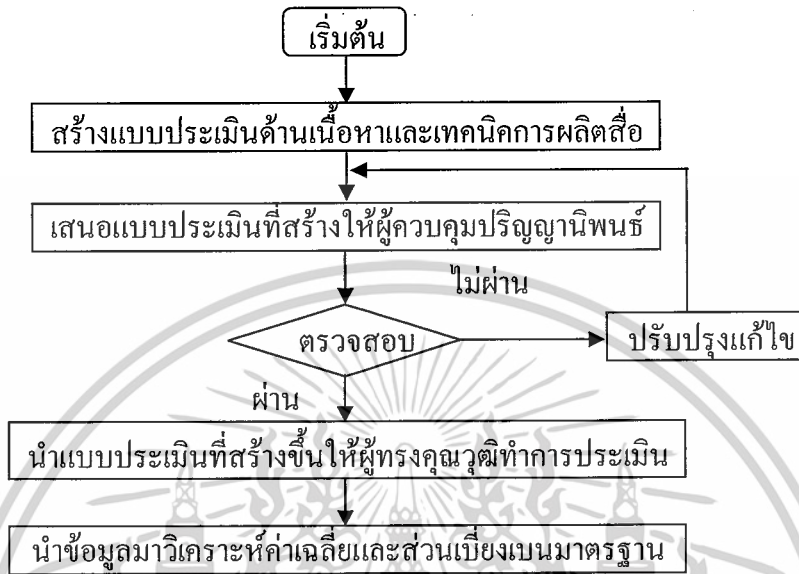 เริ่มต้น
สร้างแบบประเมินด้านเนื้อหาและเทคนิคการผลิตสื่อ
เสนอแบบประเมินที่สร้างให้ผู้ควบคุมปริญญานิพนธ์
ไม่ผ่าน
ตรวจสอบ
ปรับปรุงแก้ไข
ผ่าน
นำแบบประเมินที่สร้างขึ้นให้ผู้ทรงคุณวุฒิทำการประเมิน
นำข้อมูลมาวิเคราะห์ค่าเฉลี่ยและส่วนเบี่ยงเบนมาตรฐาน